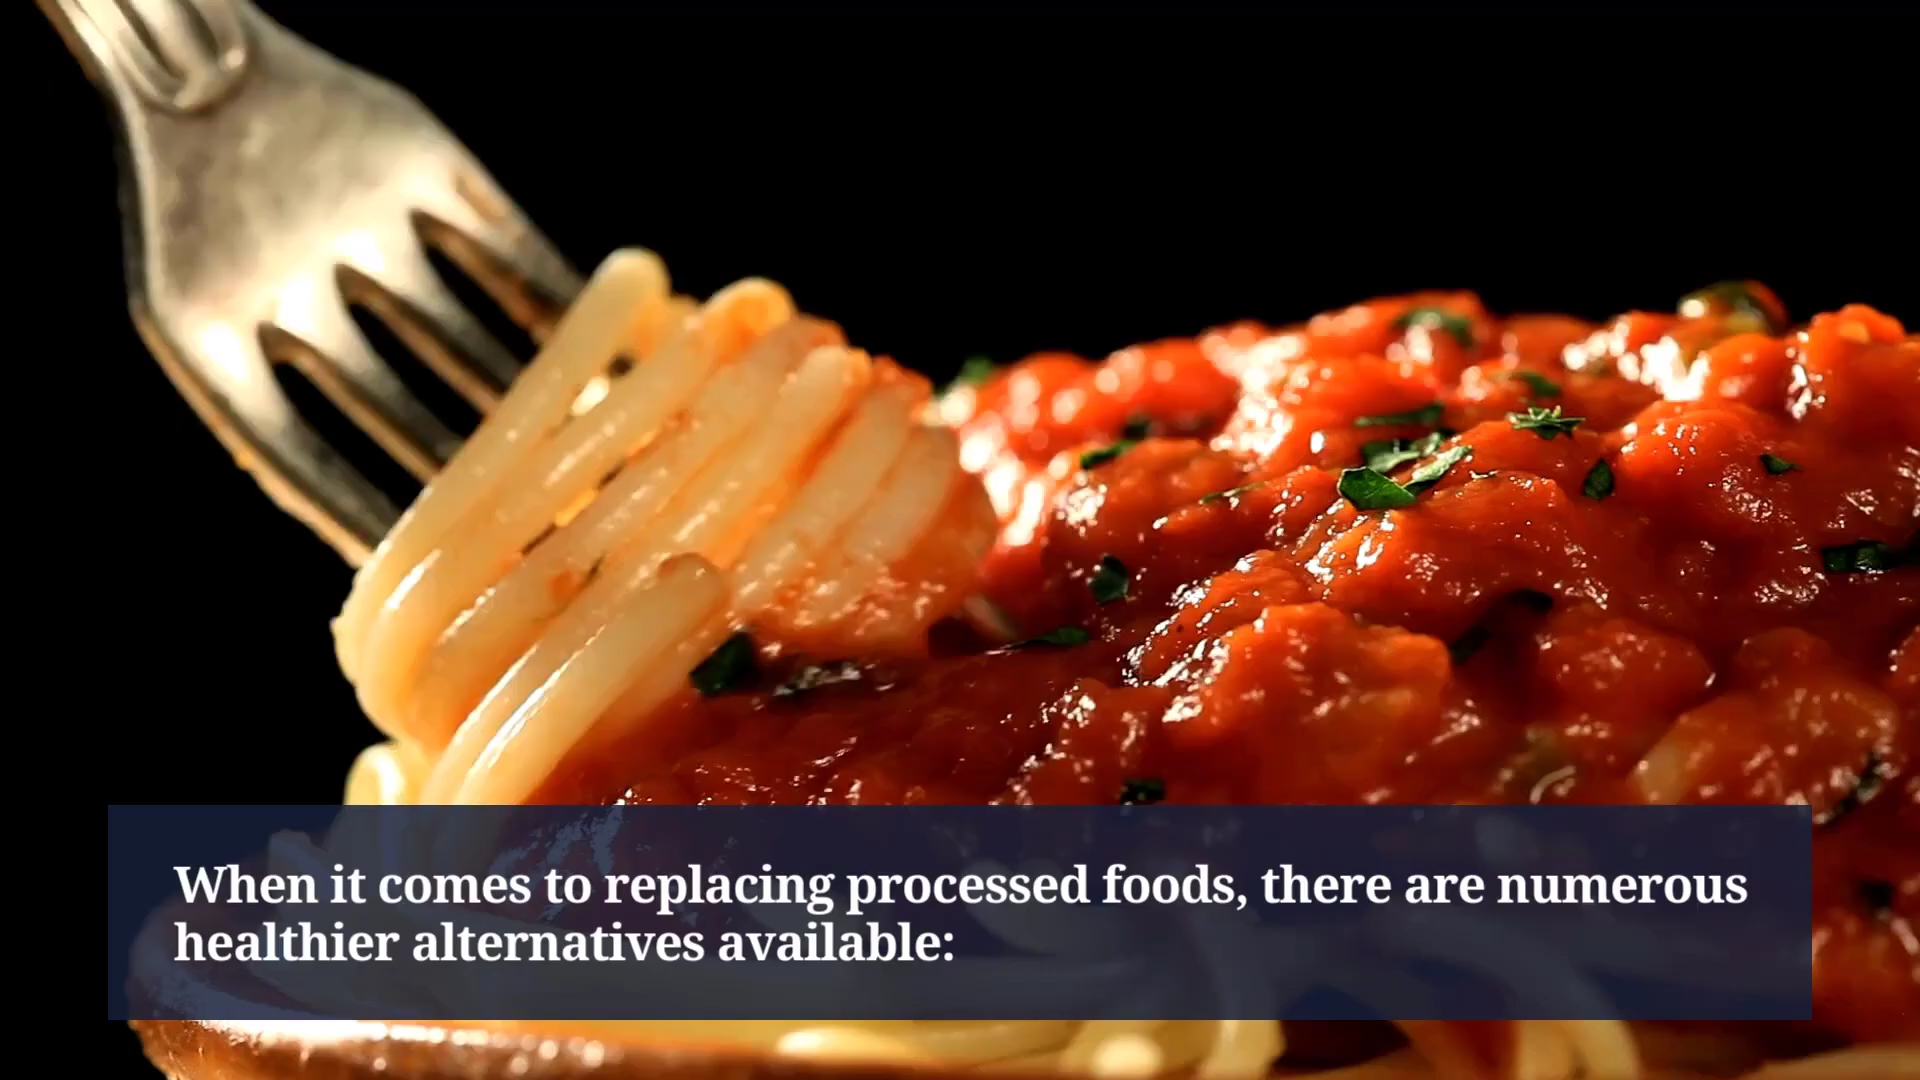 When it comes to replacing processed foods, there are numerous
healthier alternatives available: